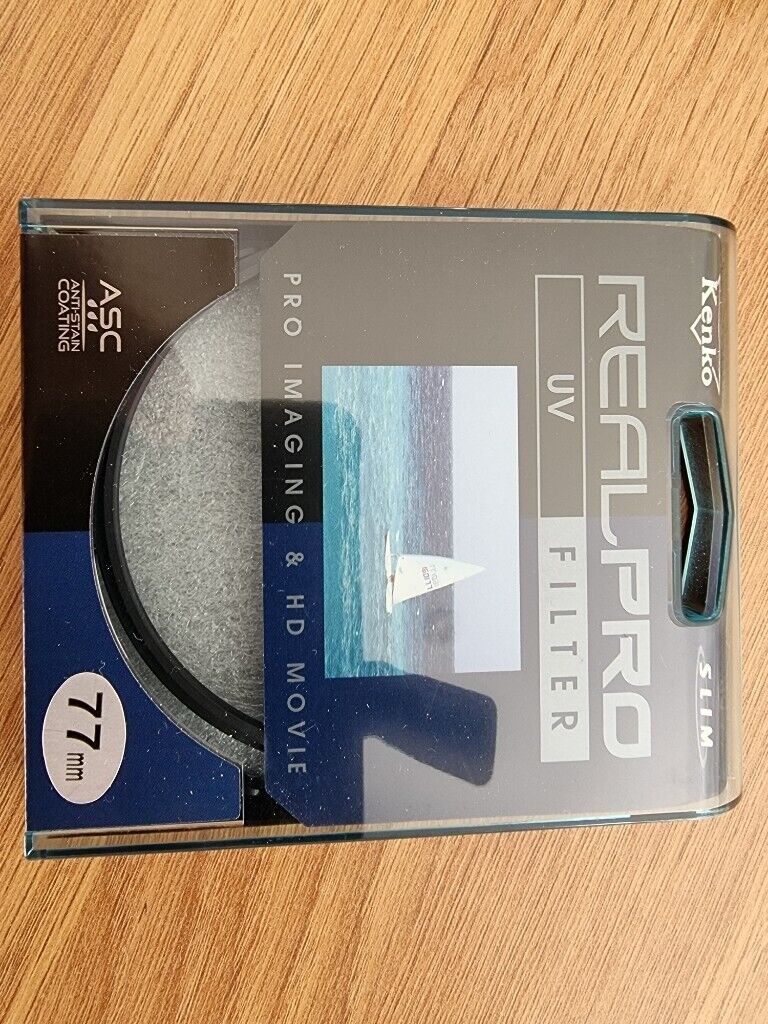 Kenko
SLIM
REALPRO
UV FILTER
PRO IMAGING & HD MOVIE
ASC
ANTI-STAIN
COATING
77mm